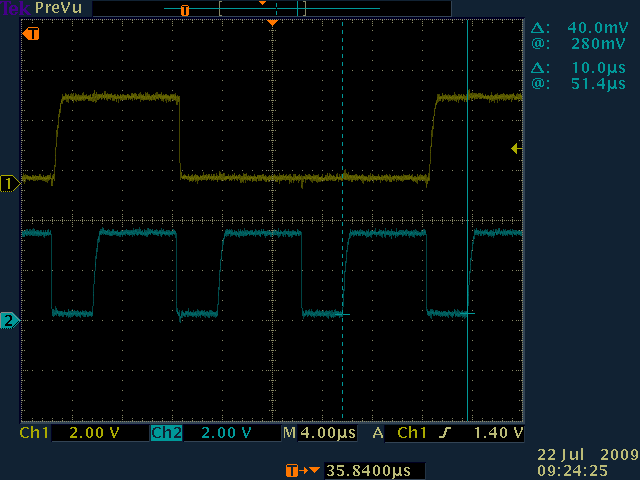 Tek PreVu
T
T
Δ: 40.0mV
@: 280mV
Δ: 10.0µs
@: 51.4µs
1
2
Ch1 2.00 V Ch2 2.00 V M 4.00µs A Ch1 1.40 V
22 Jul 2009
09:24:25
T 35.8400µs